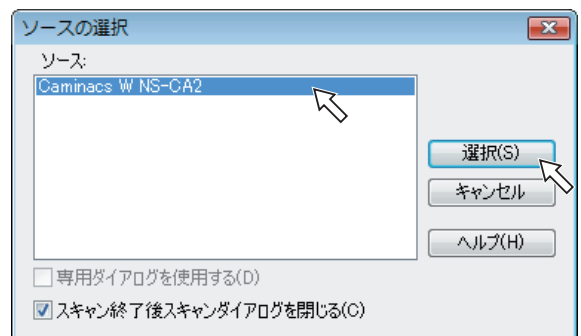 ソースの選択
ソース:
Caminacs W NS-CA2
選択(S)
キャンセル
ヘルプ(H)
専用ダイアログを使用する(D)
スキャン終了後スキャンダイアログを閉じる(C)